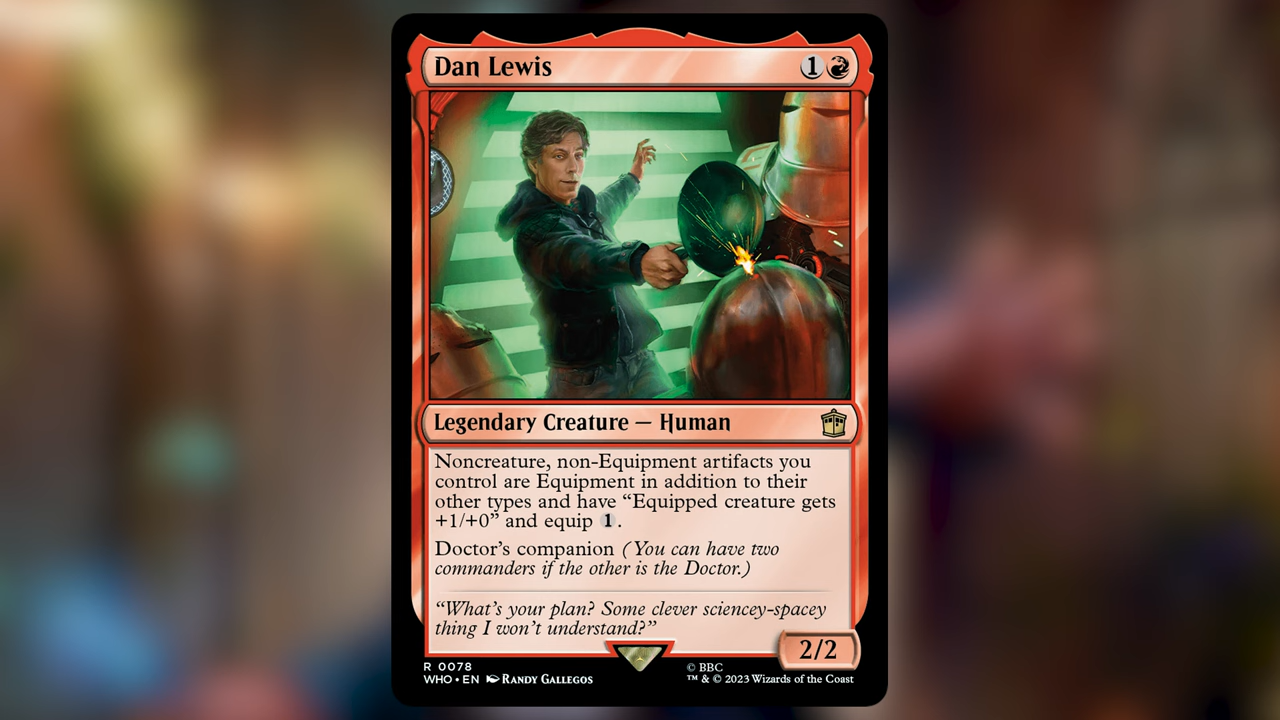 Dan Lewis
1
Legendary Creature — Human
Noncreature, non-Equipment artifacts you
control are Equipment in addition to their
other types and have “Equipped creature gets
+1/+0” and equip 1.
Doctor’s companion (You can have two
commanders if the other is the Doctor.)
“What’s your plan? Some clever sciencey-spacey
thing I won’t understand?”
2/2
R 0078
WHO • EN RANDY GALLEGOS
© BBC
™ & © 2023 Wizards of the Coast